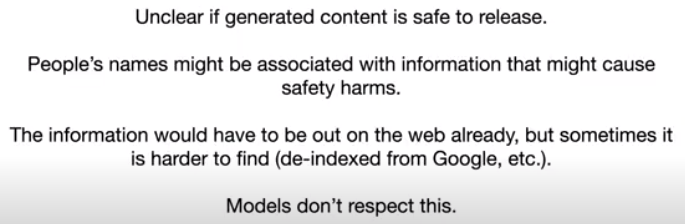 Unclear if generated content is safe to release.
People's names might be associated with information that might cause
safety harms.
The information would have to be out on the web already, but sometimes it
is harder to find (de-indexed from Google, etc.).
Models don't respect this.